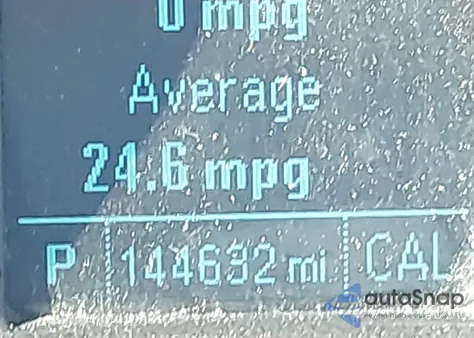 0 mpg
Average
24.6 mpg
P 144632 mi CAL
autoSnap